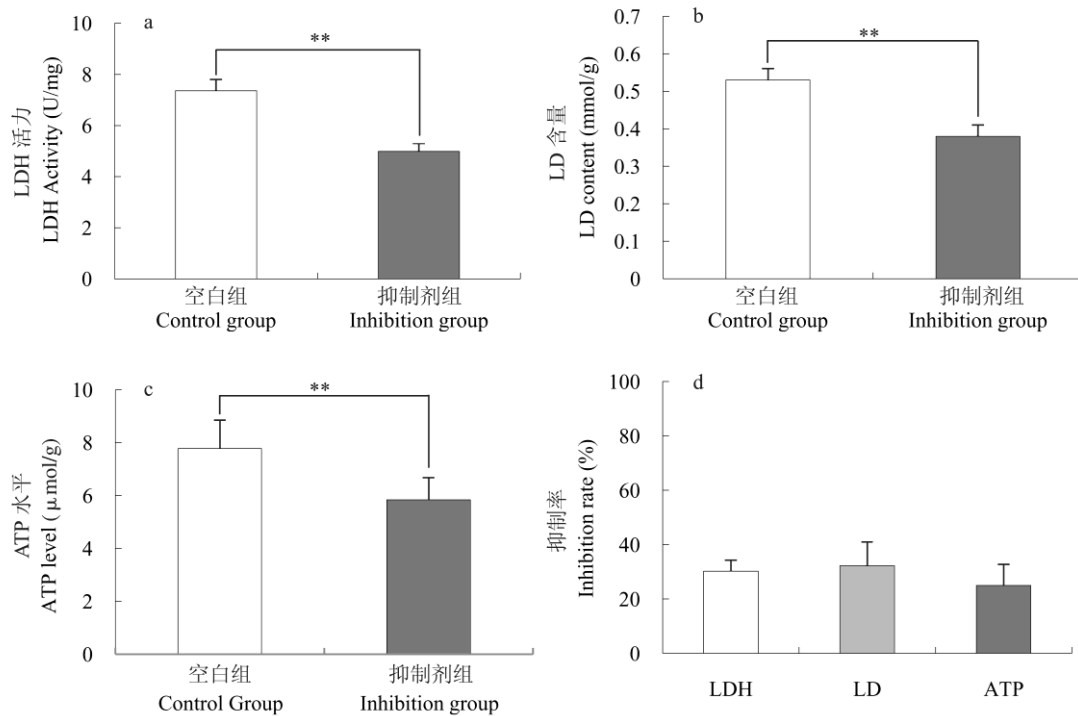 a
**
10
8
6
4
2
0
LDH 活力
LDH Activity (U/mg)
空白组
Control group
抑制剂组
Inhibition group
b
**
0.7
0.6
0.5
0.4
0.3
0.2
0.1
0
LD 含量
LD content (mmol/g)
空白组
Control group
抑制剂组
Inhibition group
c
**
10
8
6
4
2
0
ATP 水平
ATP level ( μ mol/g)
空白组
Control Group
抑制剂组
Inhibition group
d
100
80
60
40
20
0
抑制率
Inhibition rate (%)
LDH
LD
ATP